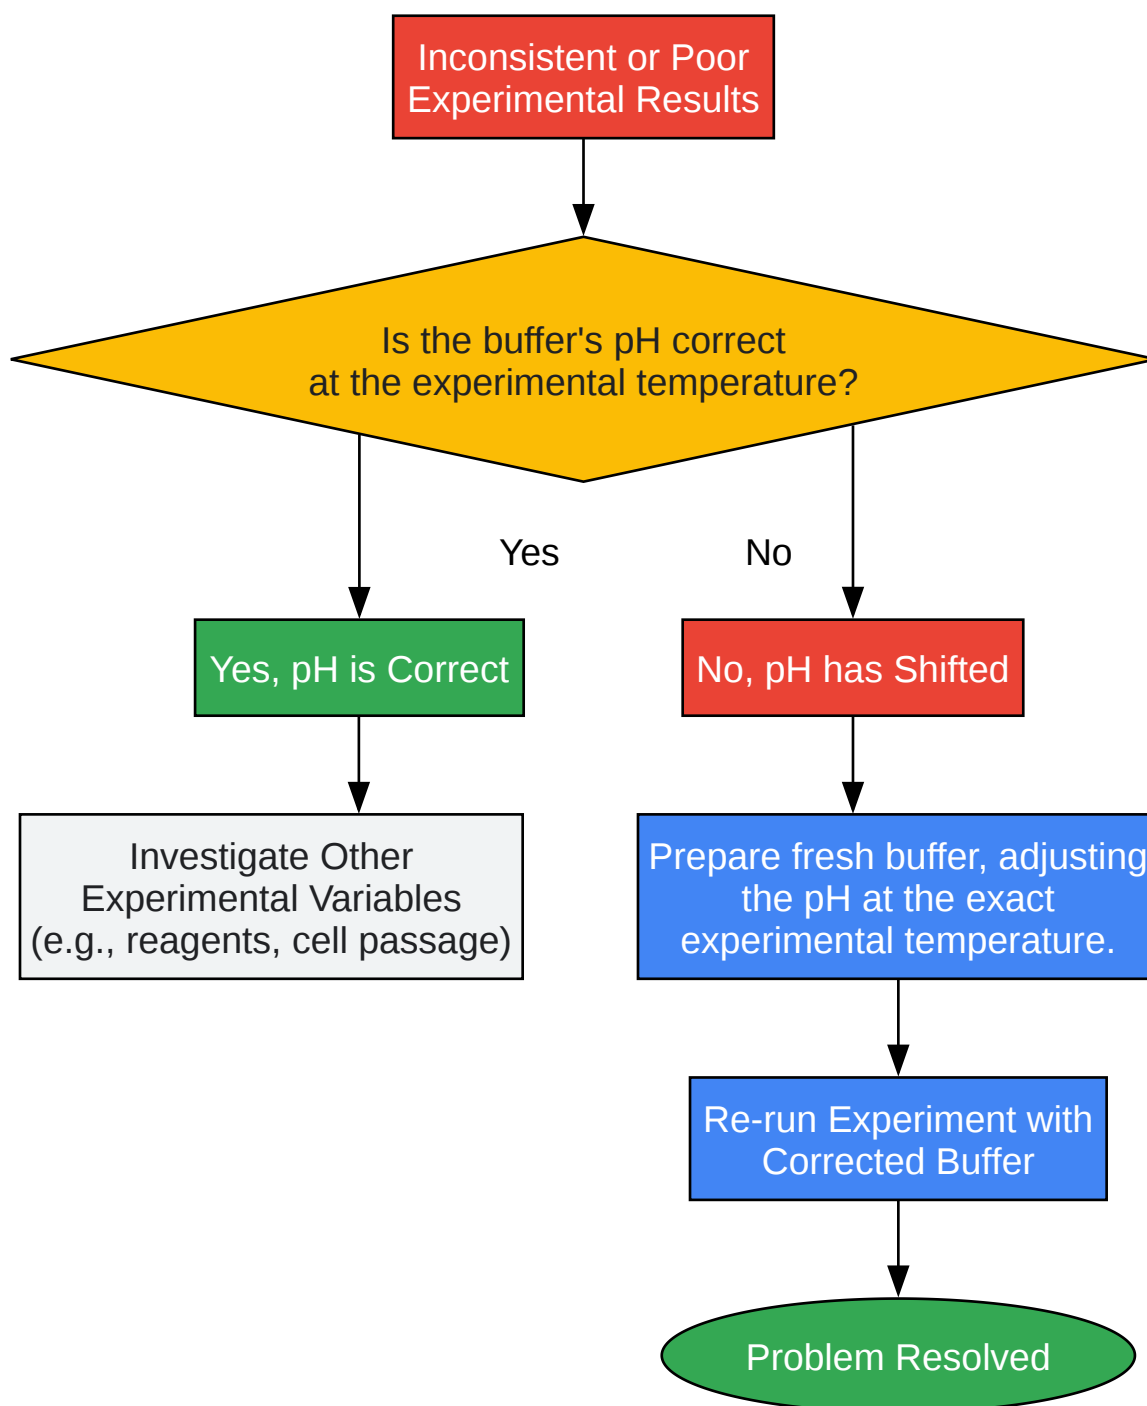 Inconsistent or Poor
Experimental Results
Is the buffer's pH correct
at the experimental temperature?
Yes
No
Yes, pH is Correct
No, pH has Shifted
Investigate Other
Experimental Variables
(e.g., reagents, cell passage)
Prepare fresh buffer, adjusting
the pH at the exact
experimental temperature.
Re-run Experiment with
Corrected Buffer
Problem Resolved